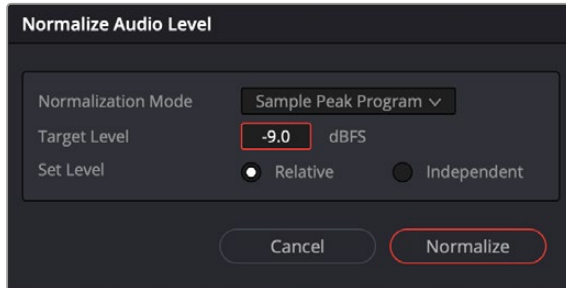 Normalize Audio Level
Normalization Mode Sample Peak Program
Target Level -9.0 dBFS
Set Level Relative Independent
Cancel Normalize